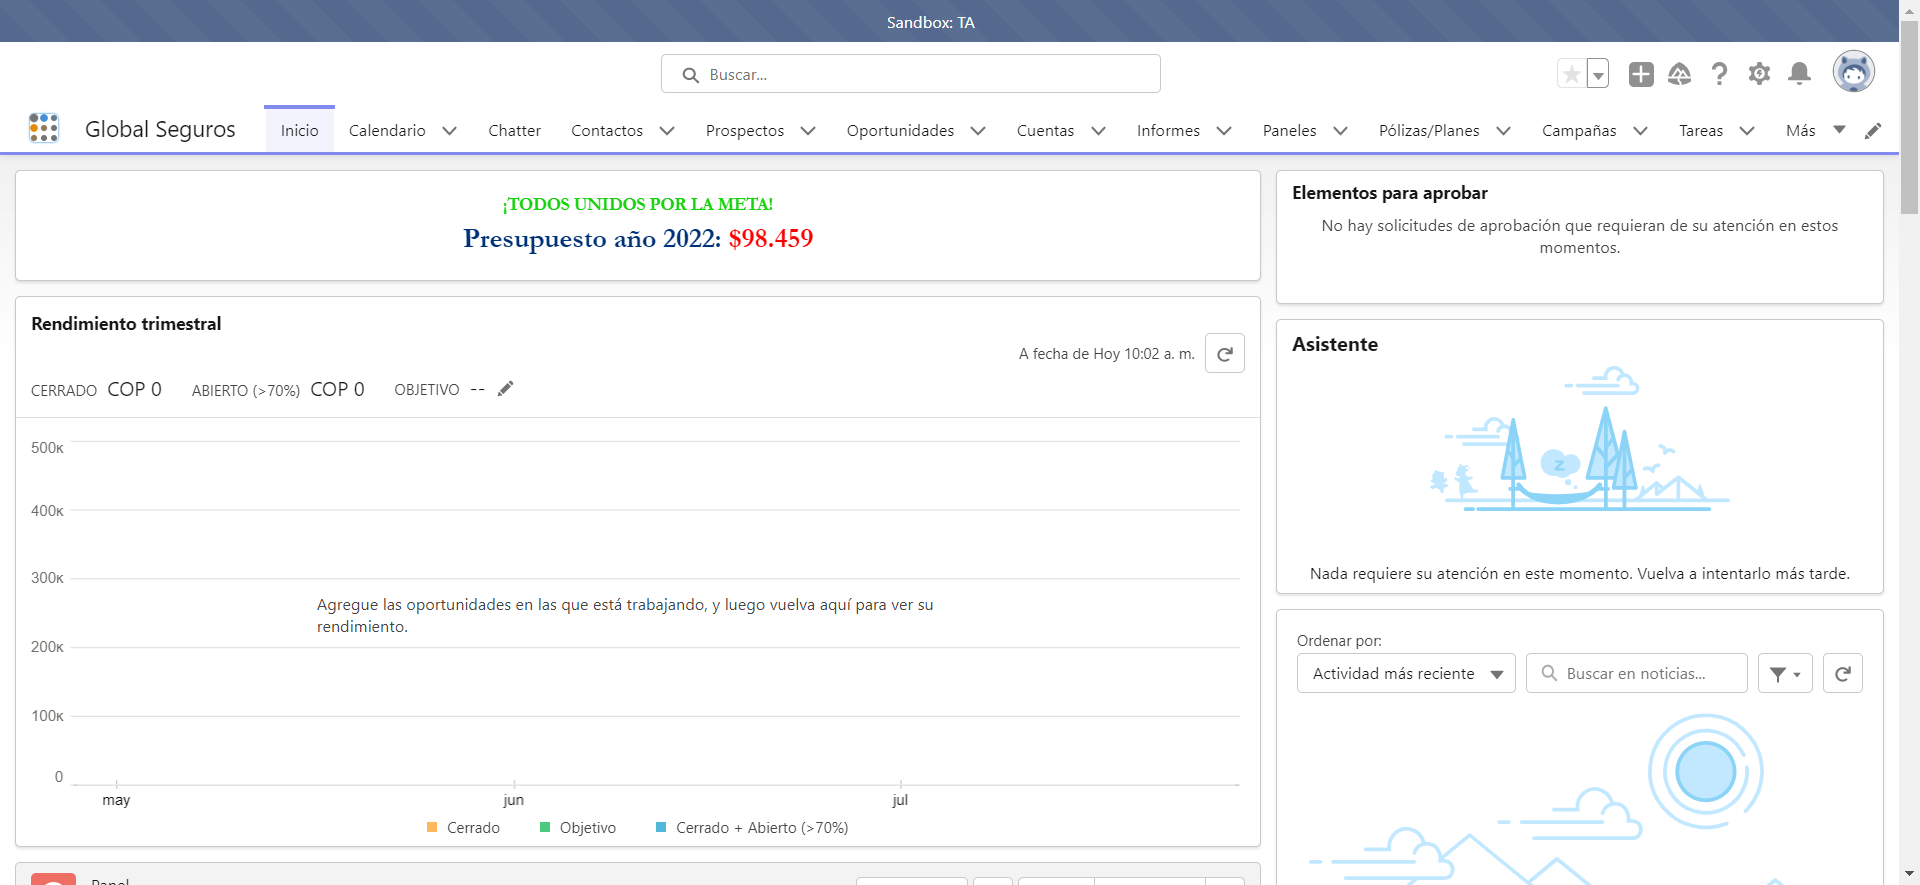 Sandbox: TA
Buscar...
Global Seguros
Inicio
Calendario
Chatter
Contactos
Prospectos
Oportunidades
Cuentas
Informes
Paneles
Pólizas/Planes
Campañas
Tareas
Más
¡TODOS UNIDOS POR LA META!
Presupuesto año 2022: $98.459
Rendimiento trimestral
A fecha de Hoy 10:02 a. m.
CERRADO COP 0 ABIERTO (>70%) COP 0 OBJETIVO --
500K
400K
300K
200K
100K
0
Agregue las oportunidades en las que está trabajando, y luego vuelva aquí para ver su
rendimiento.
may
jun
jul
Cerrado
Objetivo
Cerrado + Abierto (>70%)
Panel
Elementos para aprobar
No hay solicitudes de aprobación que requieran de su atención en estos
momentos.
Asistente
z
Nada requiere su atención en este momento. Vuelva a intentarlo más tarde.
Ordenar por:
Actividad más reciente
Buscar en noticias...